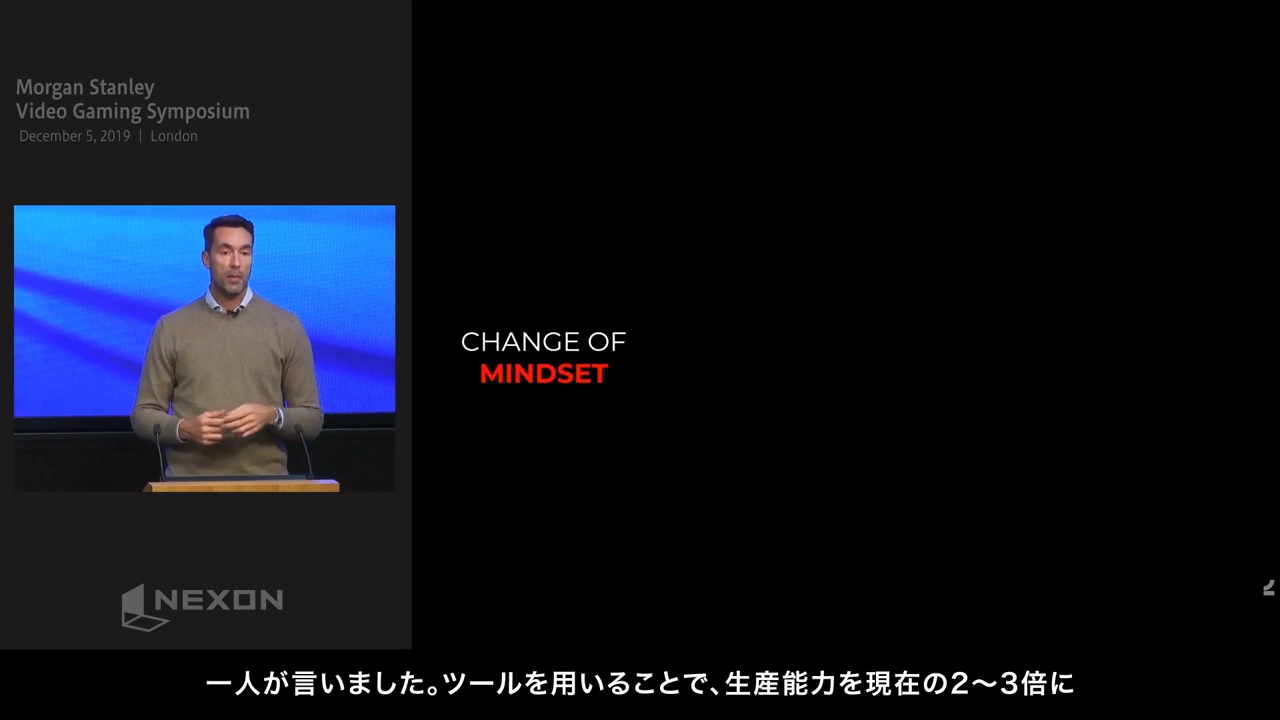 Morgan Stanley
Video Gaming Symposium
December 5, 2019 | London
CHANGE OF
MINDSET
NEXON
一人が言いました。ツールを用いることで、生産能力を現在の2〜3倍に